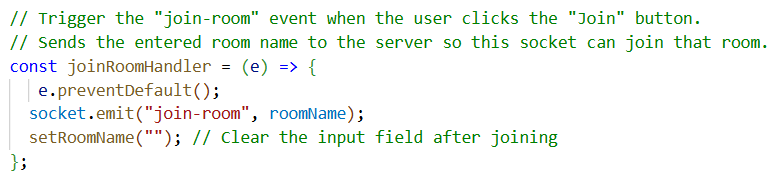 // Trigger the "join-room" event when the user clicks the "Join" button.
// Sends the entered room name to the server so this socket can join that room.
const joinRoomHandler = (e) => {
    e.preventDefault();
   socket.emit("join-room", roomName);
   setRoomName(""); // Clear the input field after joining
};